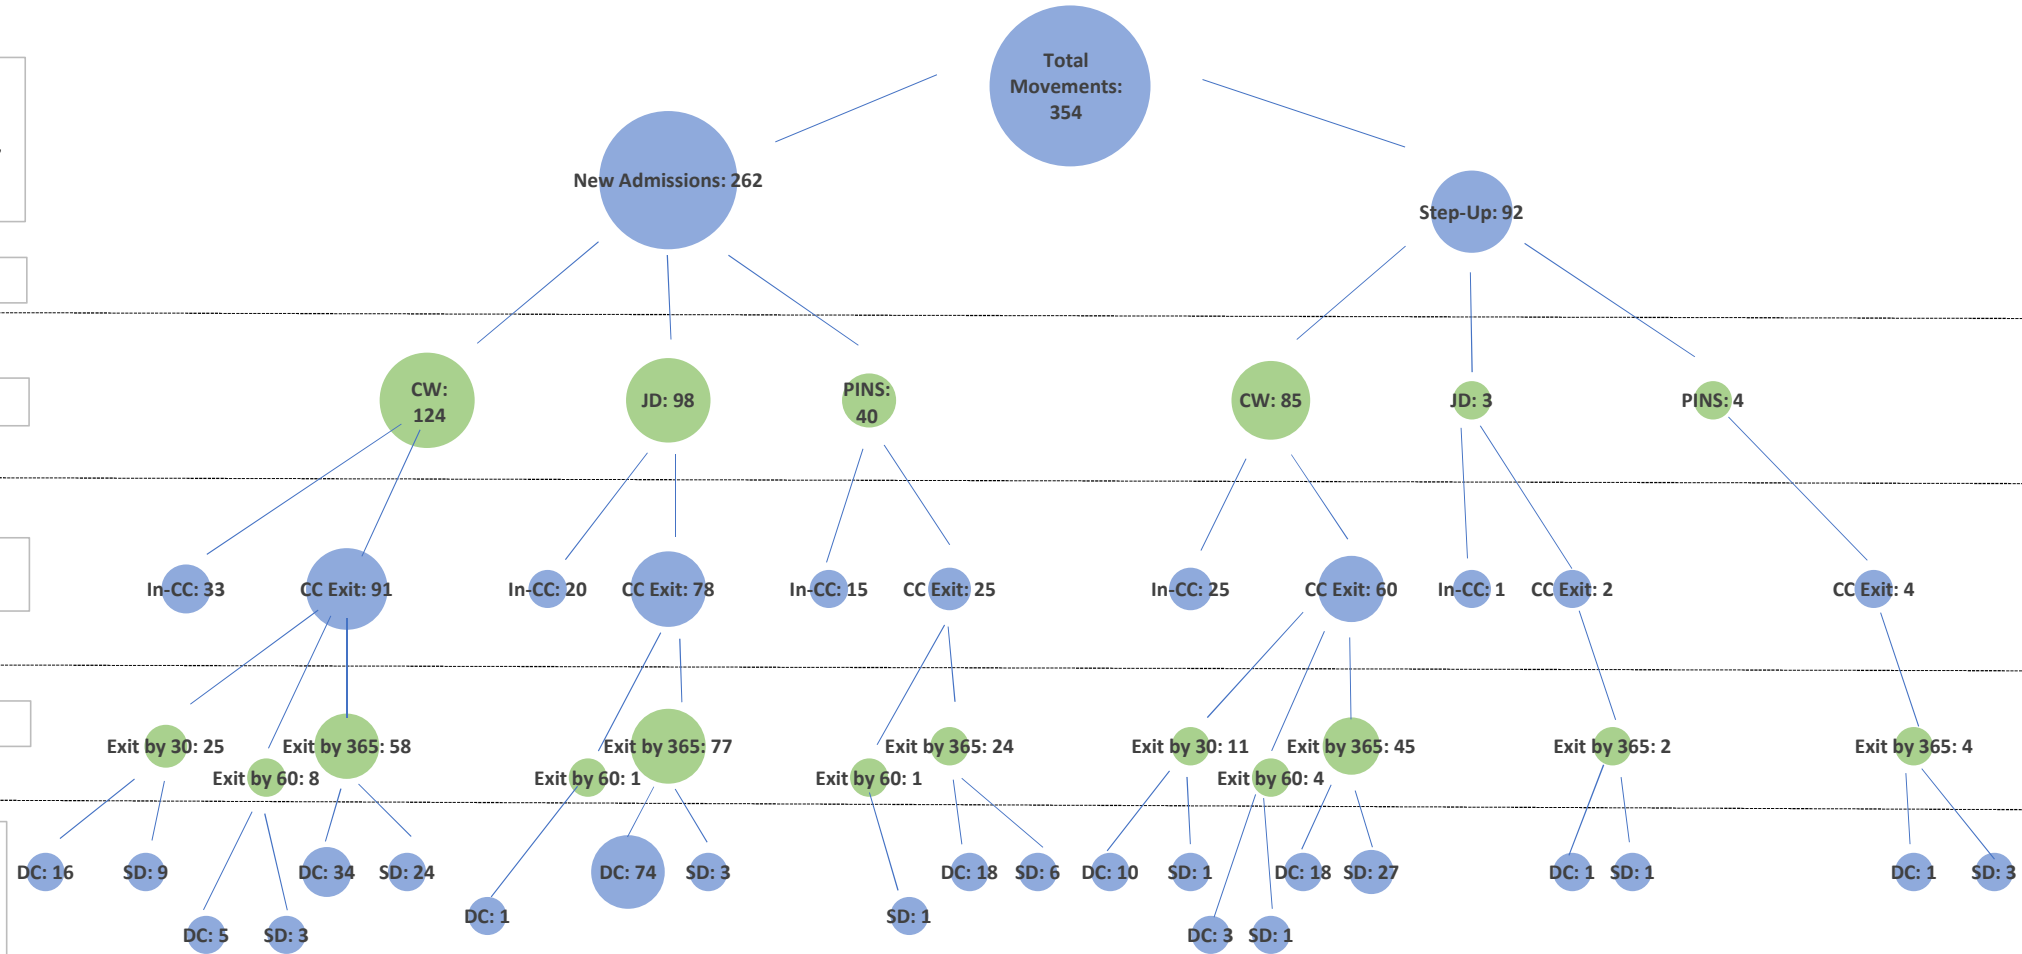 Total
Movements:
354
New Admissions: 262
Step-Up: 92
CW:
124
JD: 98
PINS:
40
CW: 85
JD: 3
PINS: 4
In-CC: 33
CC Exit: 91
In-CC: 20
CC Exit: 78
In-CC: 15
CC Exit: 25
In-CC: 25
CC Exit: 60
In-CC: 1
CC Exit: 2
CC Exit: 4
Exit by 30: 25
Exit by 365: 58
Exit by 365: 77
Exit by 365: 24
Exit by 30: 11
Exit by 365: 45
Exit by 365: 2
Exit by 365: 4
Exit by 60: 8
Exit by 60: 1
Exit by 60: 1
Exit by 60: 4
DC: 16
SD: 9
DC: 34
SD: 24
DC: 74
SD: 3
DC: 18
SD: 6
DC: 10
SD: 1
DC: 18
SD: 27
DC: 1
SD: 1
DC: 1
SD: 3
DC: 1
SD: 1
DC: 5
SD: 3
DC: 3
SD: 1